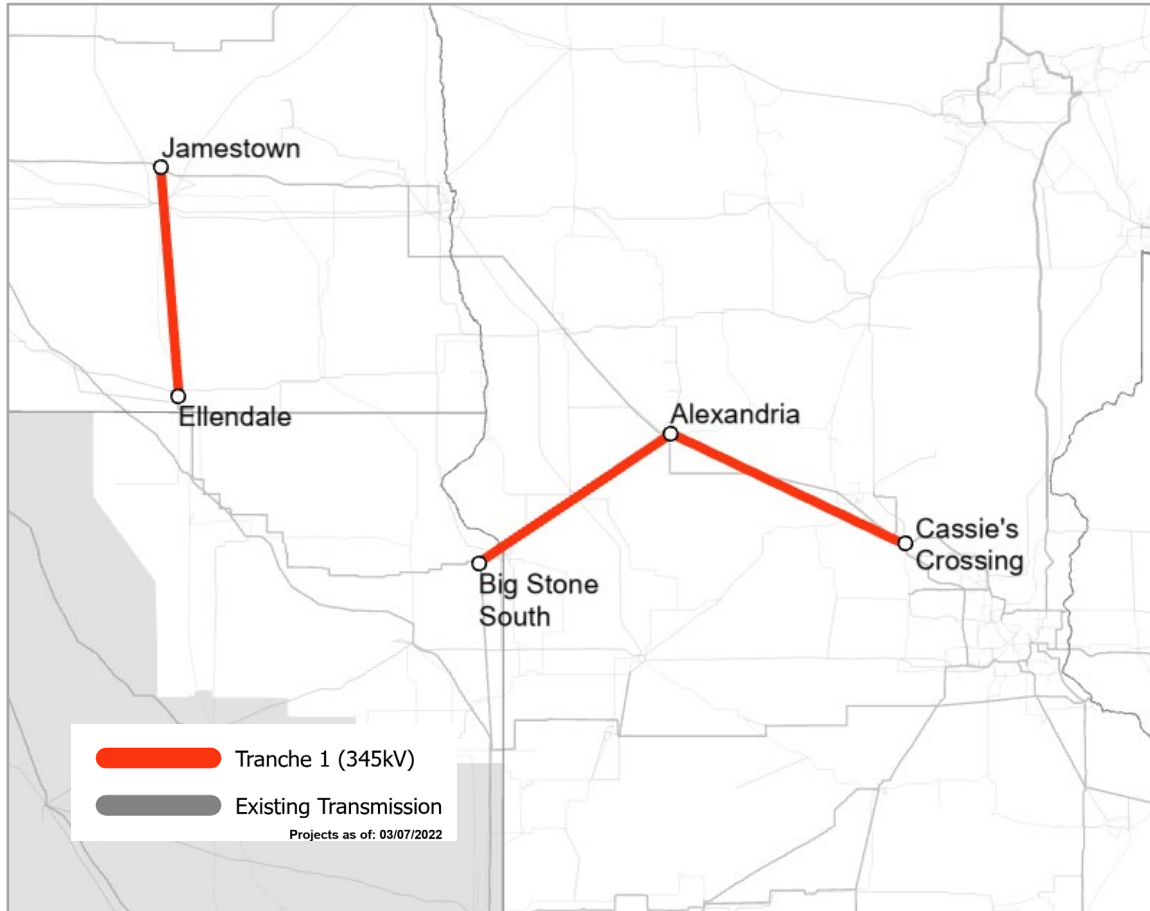 Jamestown
Ellendale
Alexandria
Cassie's
Crossing
Big Stone
South
Tranche 1 (345kV)
Existing Transmission
Projects as of: 03/07/2022